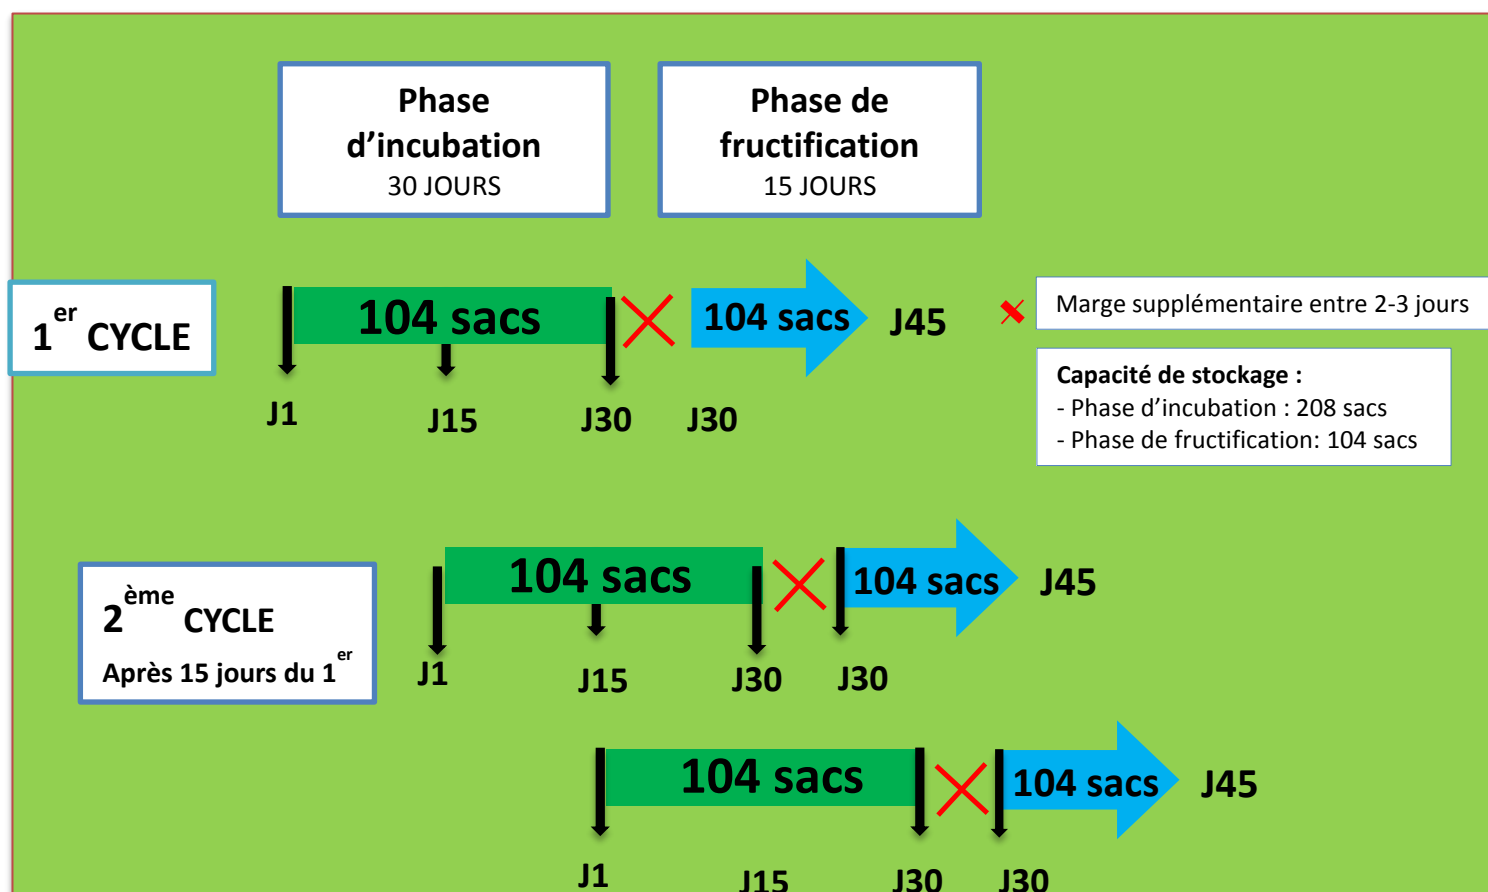 Phase
d’incubation
30 JOURS
Phase de
fructification
15 JOURS
1er CYCLE
104 sacs
104 sacs
J45
J1
J15
J30
J30
Marge supplémentaire entre 2-3 jours
Capacité de stockage :
- Phase d’incubation : 208 sacs
- Phase de fructification: 104 sacs
2ème CYCLE
Après 15 jours du 1er
104 sacs
104 sacs
J45
J1
J15
J30
J30
104 sacs
104 sacs
J45
J1
J15
J30
J30